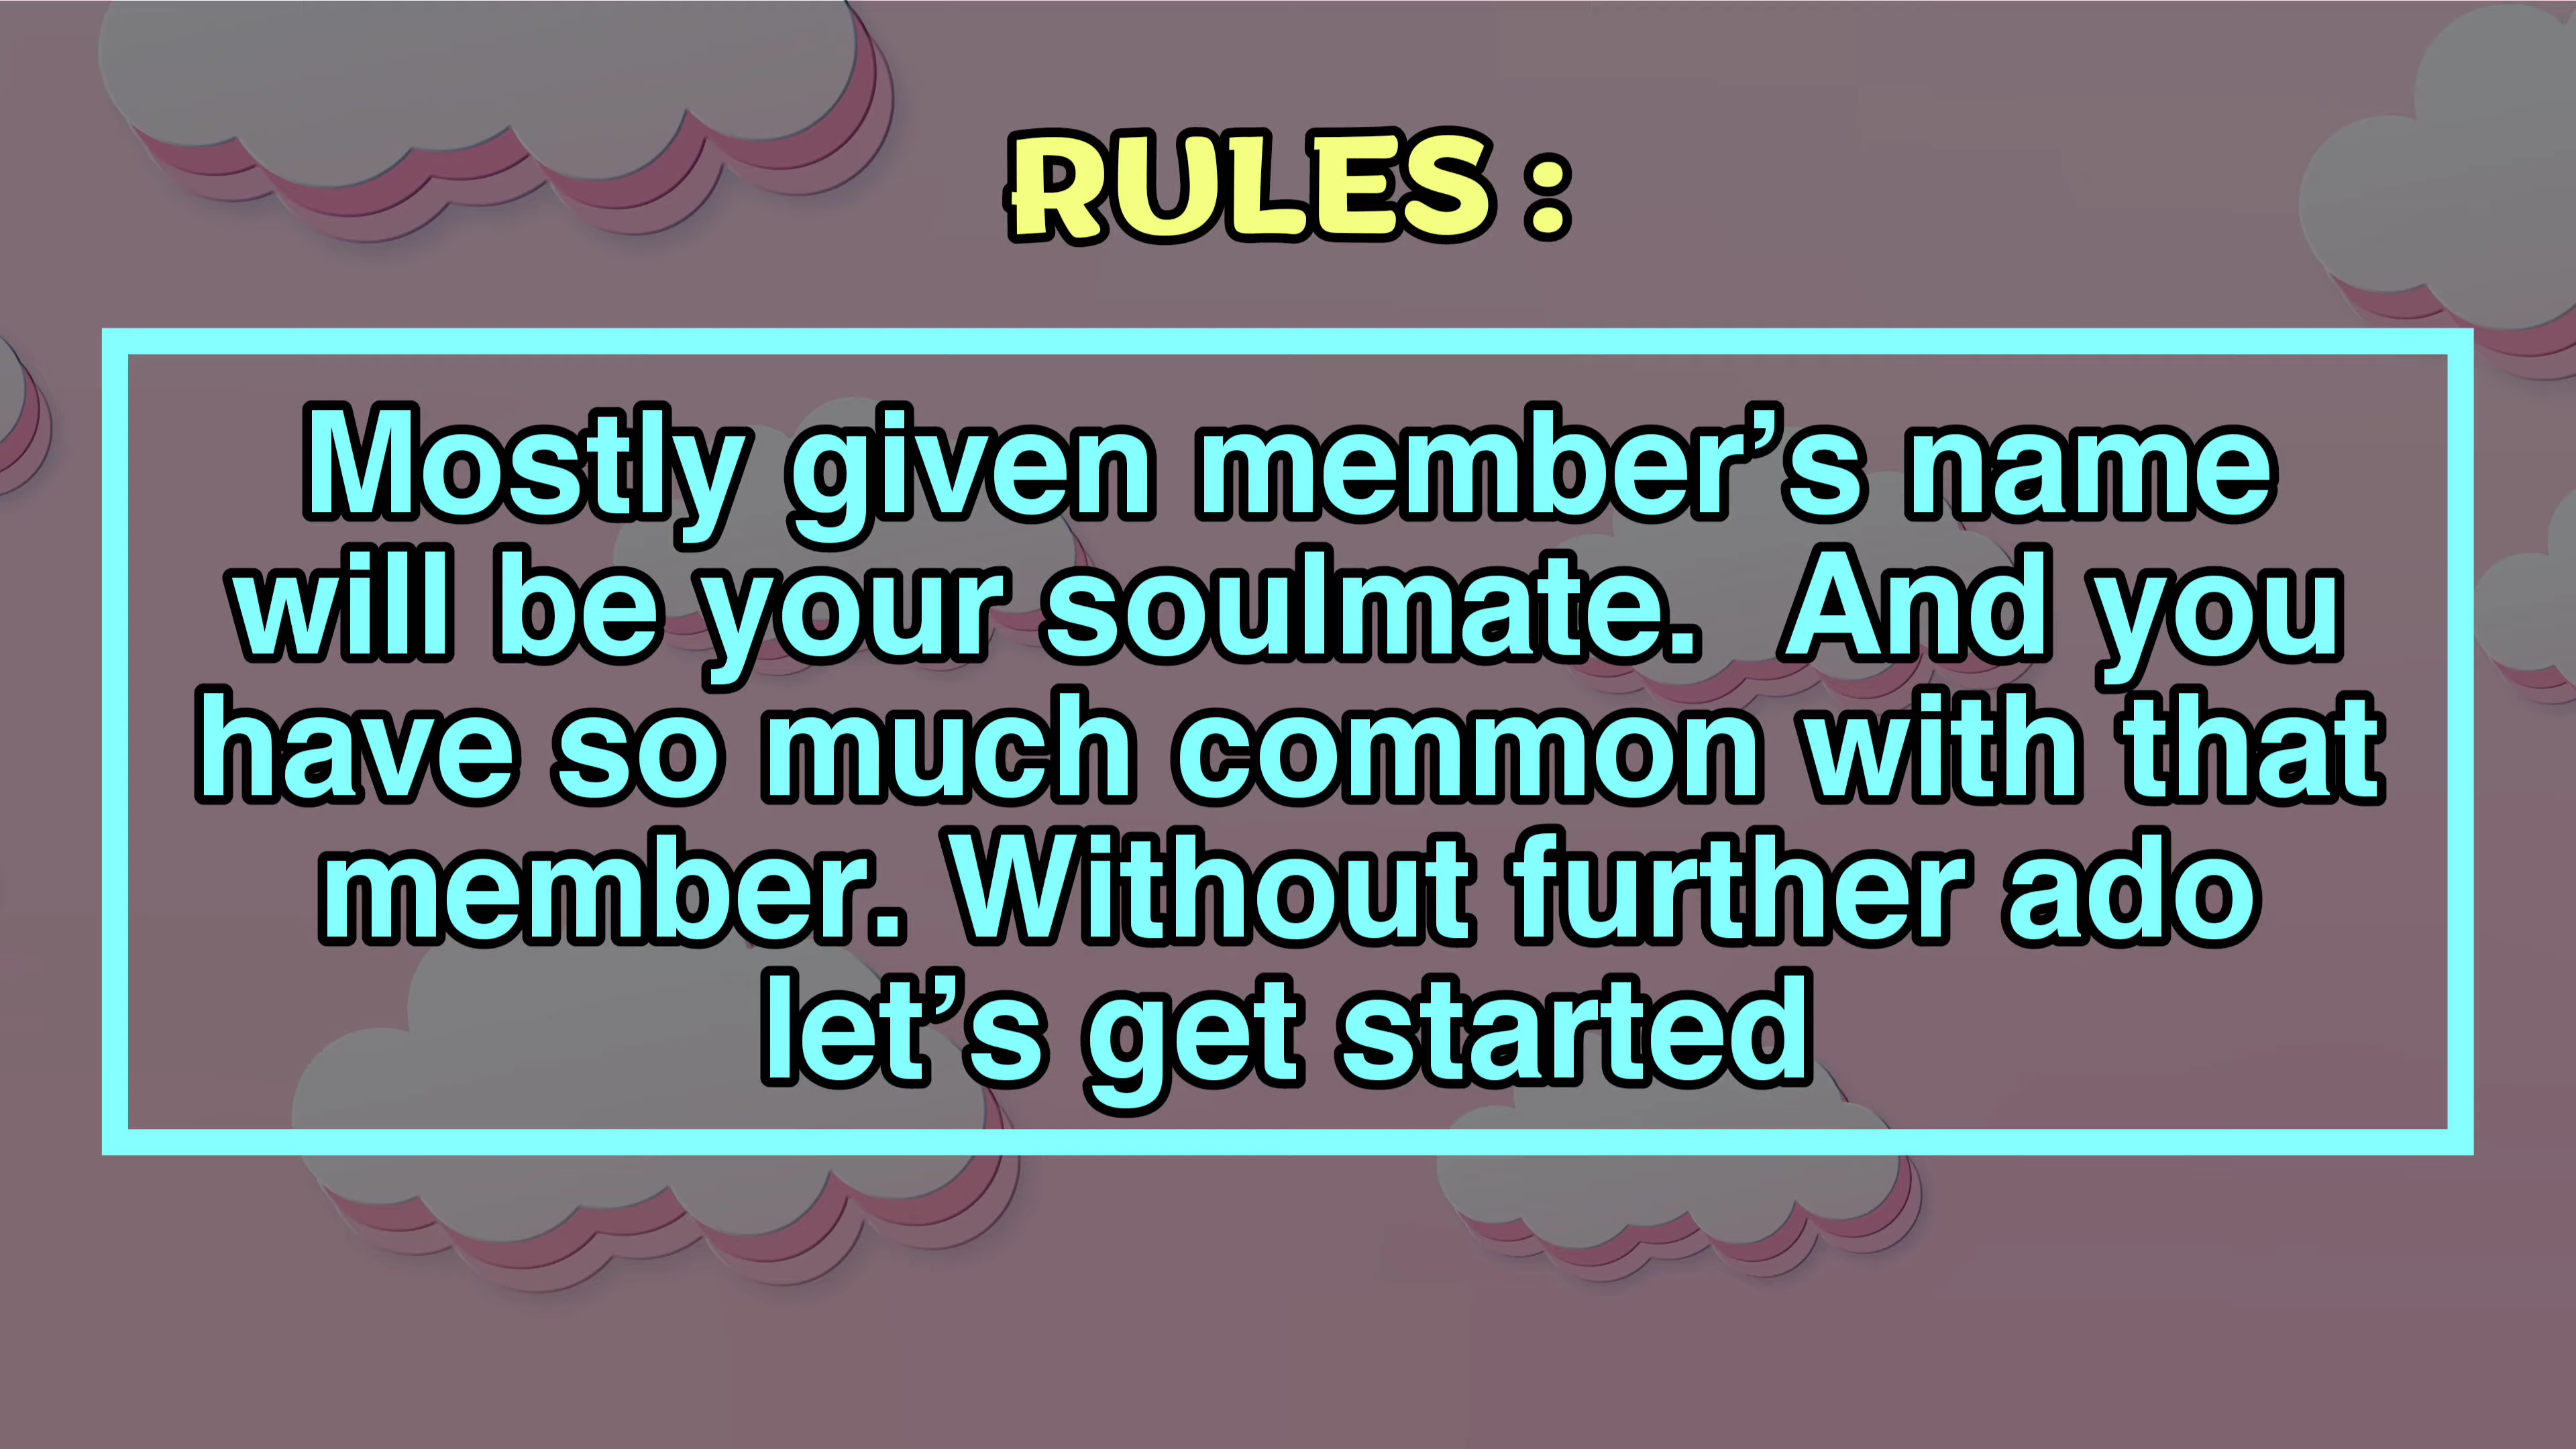 RULES :
Mostly given member’s name
will be your soulmate.  And you
have so much common with that
member. Without further ado
let’s get started